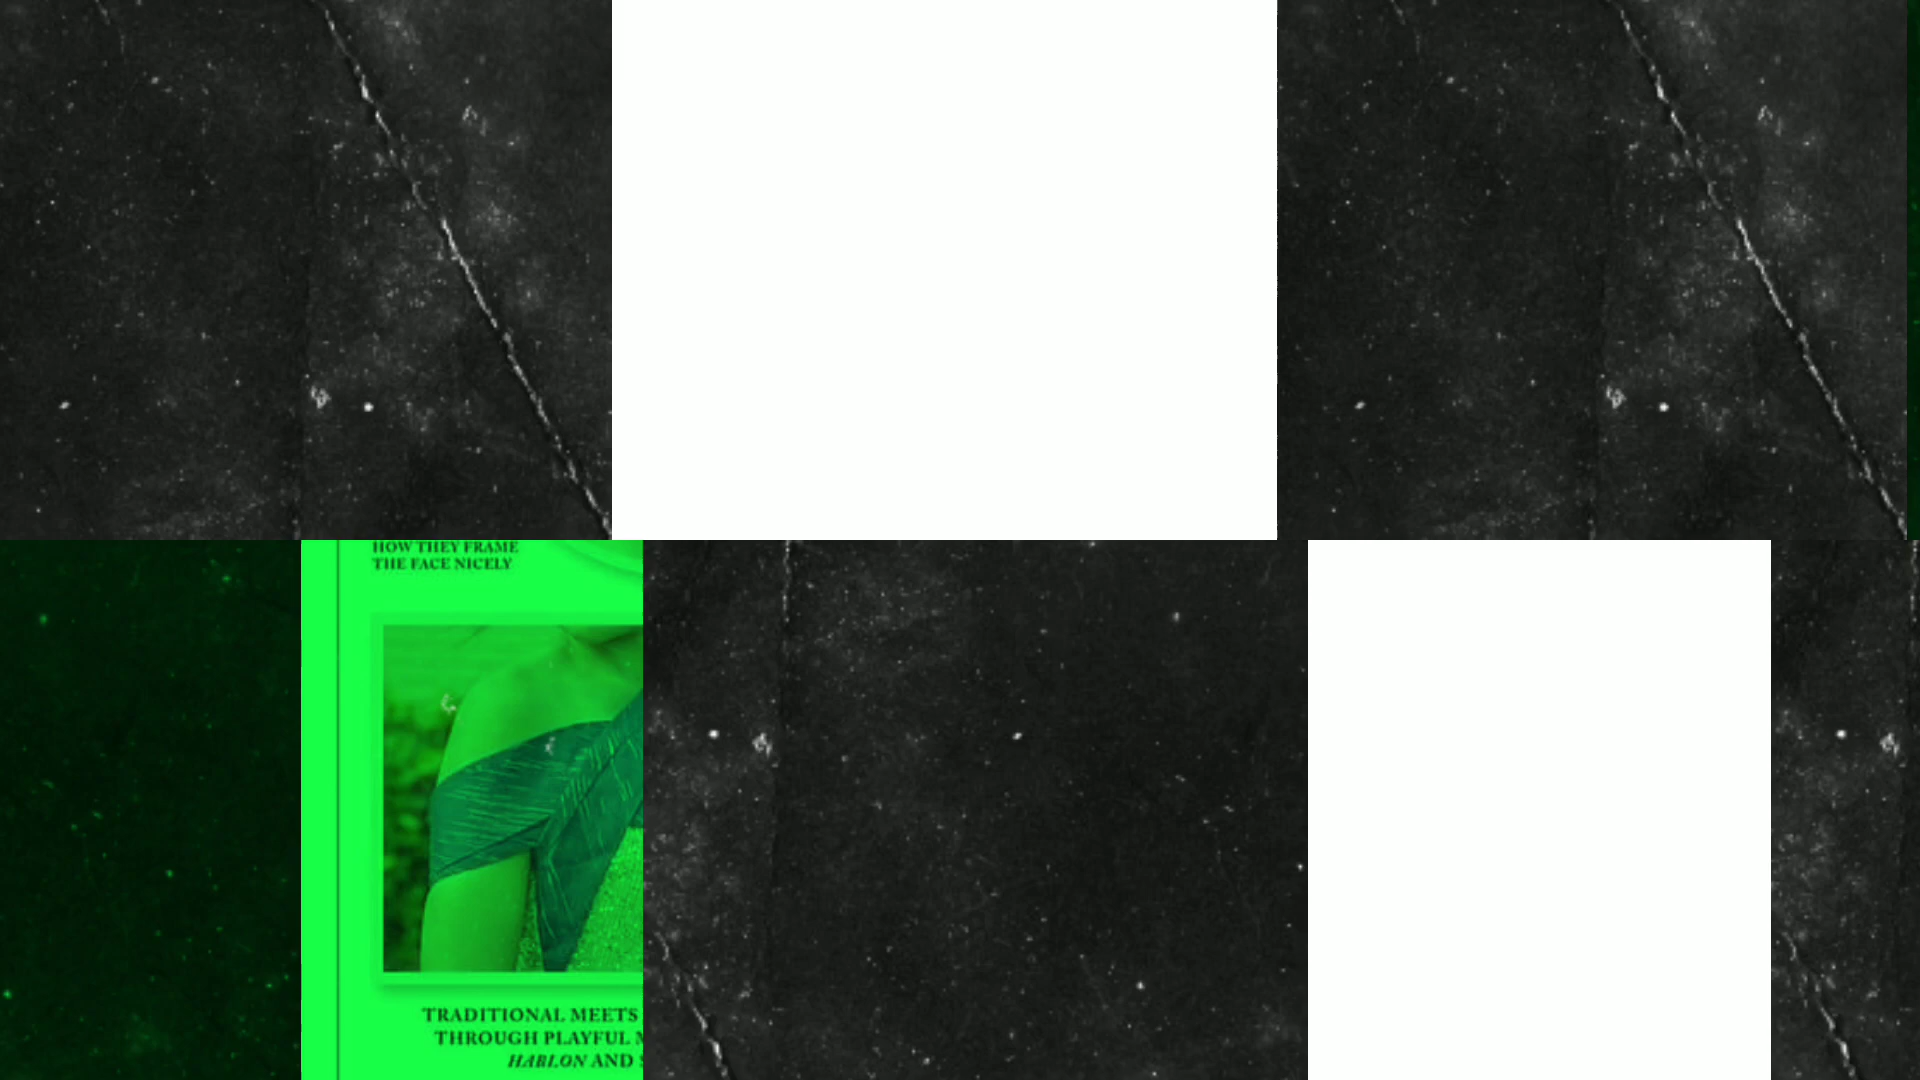 HOW THEY FRAME
THE FACE NICELY
TRADITIONAL MEETS
THROUGH PLAYFUL
HABLON AND